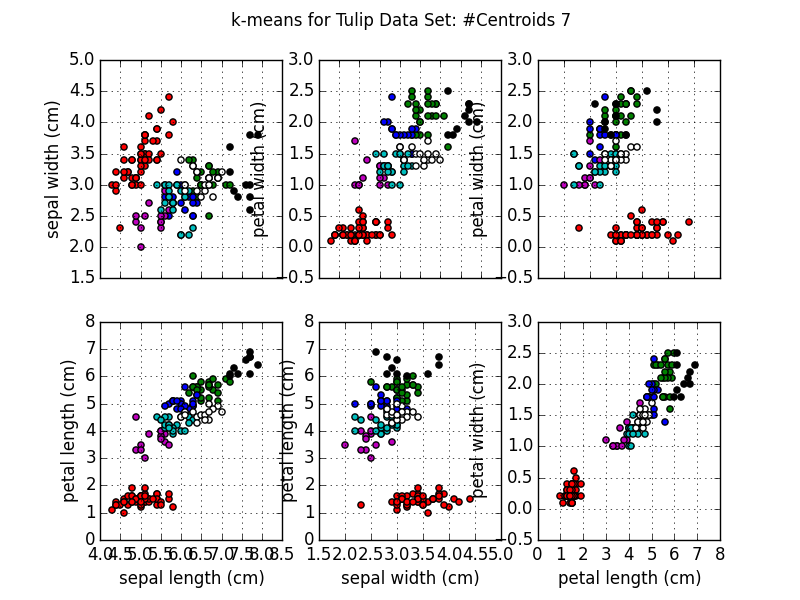 k-means for Tulip Data Set: #Centroids 7
5.0 4.5 4.0 3.5 3.0 2.5 2.0 1.5
sepal width (cm)
3.0 2.5 2.0 1.5 1.0 0.5 0.0 −0.5
petal width (cm)
3.0 2.5 2.0 1.5 1.0 0.5 0.0 −0.5
petal width (cm)
8 7 6 5 4 3 2 1 0
petal length (cm)
4.0 4.5 5.0 5.5 6.0 6.5 7.0 7.5 8.0 8.5
sepal length (cm)
8 7 6 5 4 3 2 1 0
petal length (cm)
1.5 2.0 2.5 3.0 3.5 4.0 4.5 5.0
sepal width (cm)
3.0 2.5 2.0 1.5 1.0 0.5 0.0 −0.5
petal width (cm)
0 1 2 3 4 5 6 7 8
petal length (cm)